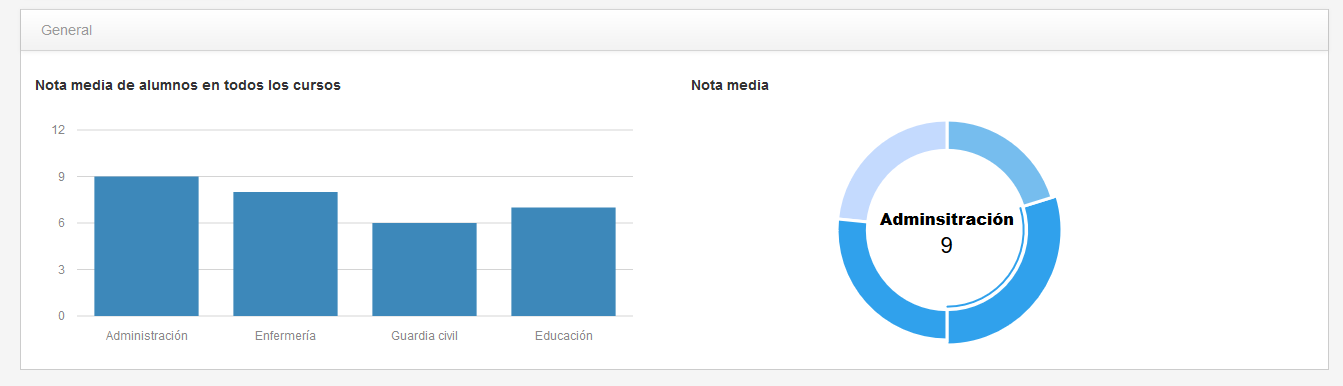 General
Nota media de alumnos en todos los cursos
Nota media
12
9
6
3
0
Administración
Enfermería
Guardia civil
Educación
Adminsitración
9